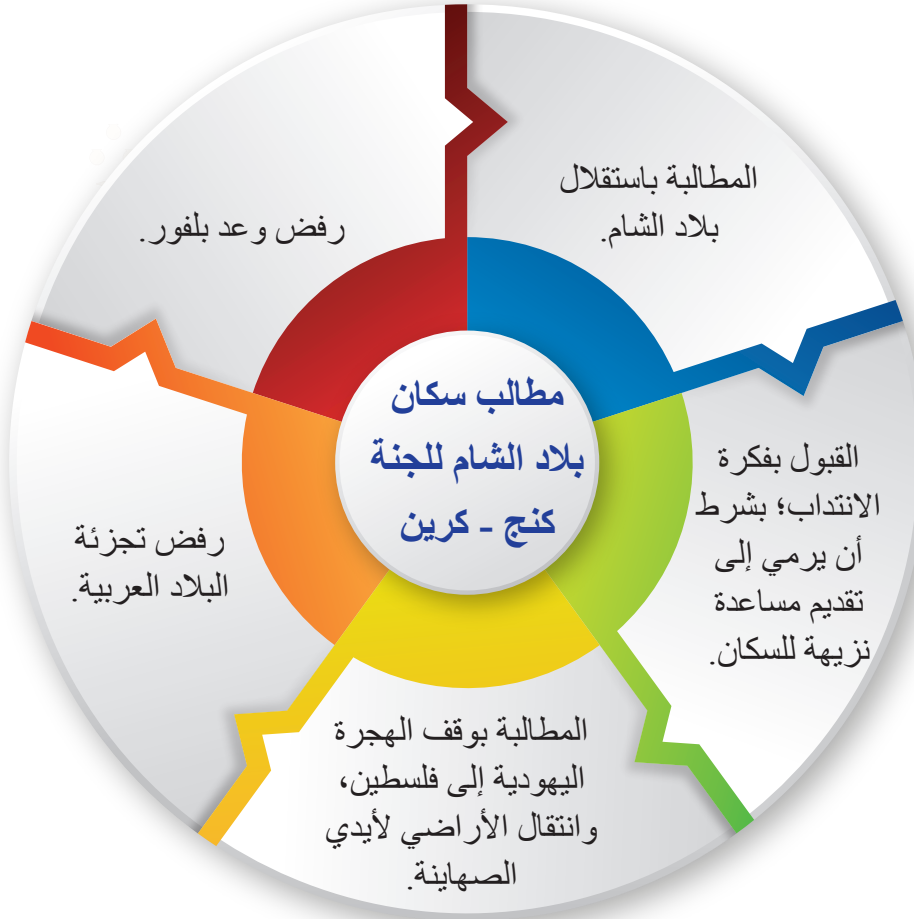 مطالب سكان
بلاد الشام للجنة
كنج - كرين
المطالبة باستقلال
بلاد الشام.
القبول بفكرة
الانتداب؛ بشرط
أن يرمي إلى
تقديم مساعدة
نزيهة للسكان.
المطالبة بوقف الهجرة
اليهودية إلى فلسطين،
وانتقال الأراضي لأيدي
الصهاينة.
رفض تجزئة
البلاد العربية.
رفض وعد بلفور.